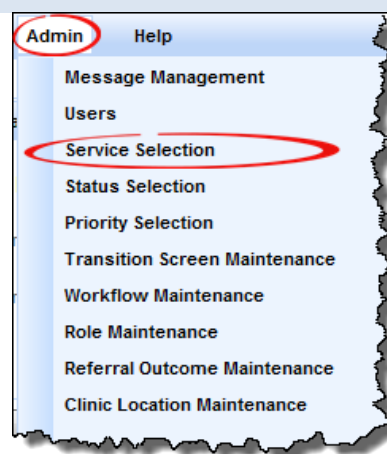 Admin Help
Message Management
Users
Service Selection
Status Selection
Priority Selection
Transition Screen Maintenance
Workflow Maintenance
Role Maintenance
Referral Outcome Maintenance
Clinic Location Maintenance